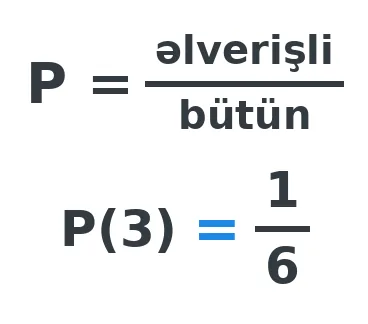 P = əlverişli
bütün
P(3) = 1
6